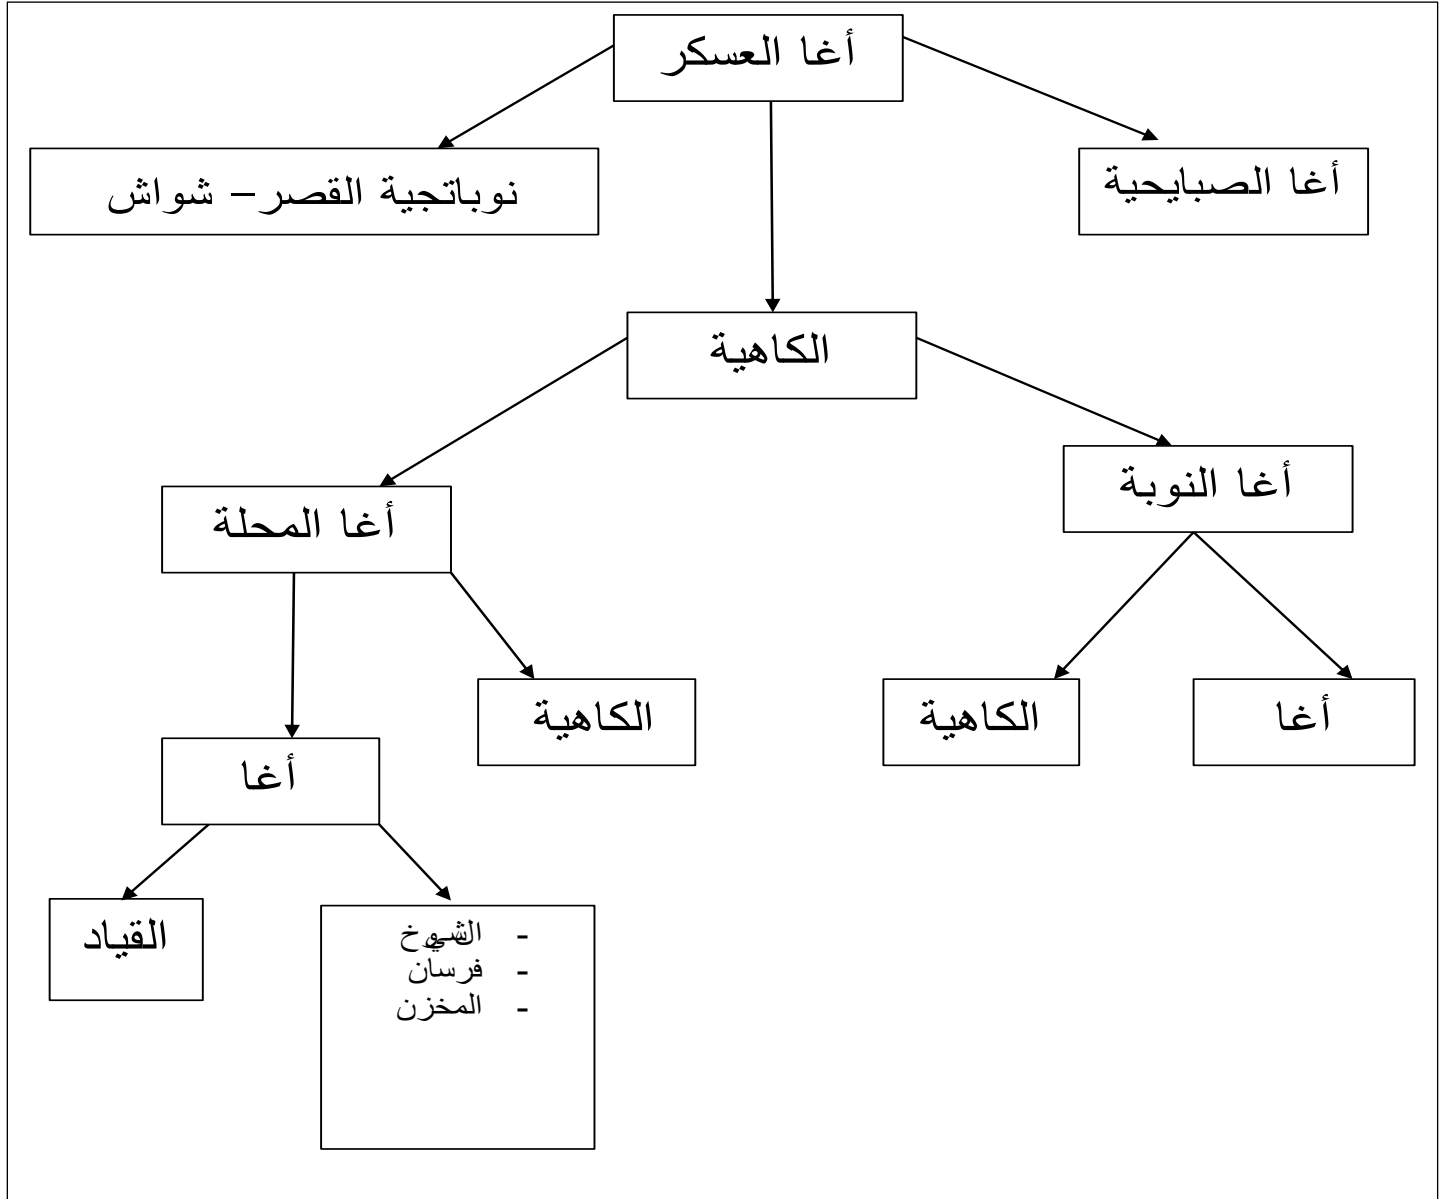 أغا العسكر
أغا الصبايحية
نوباتجية القصر – شواش
الكاهية
أغا النوبة
أغا المحلة
أغا
الكاهية
الكاهية
أغا
القياد
- الشيوخ
- فرسان
- المخزن